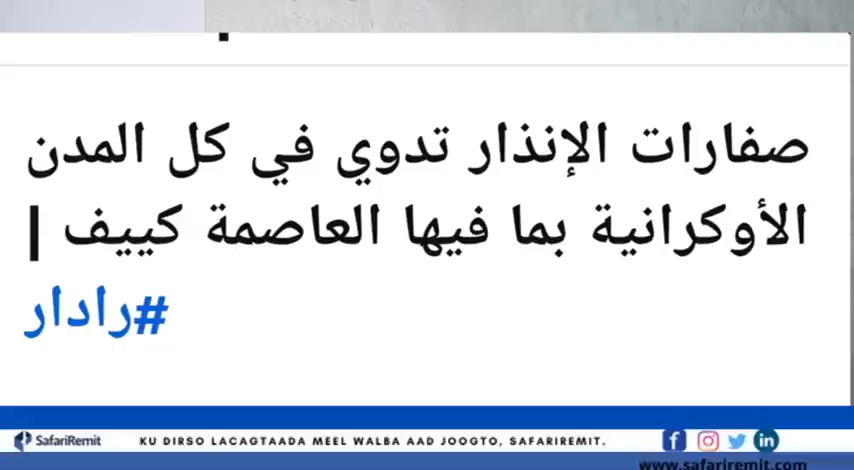 صفارات الإنذار تدوي في كل المدن
الأوكرانية بما فيها العاصمة كييف |
#رادار
SafariRemit
KU DIRSO LACAGTAADA MEEL WALBA AAD JOOGTO, SAFARIREMIT.
www.safariremit.com